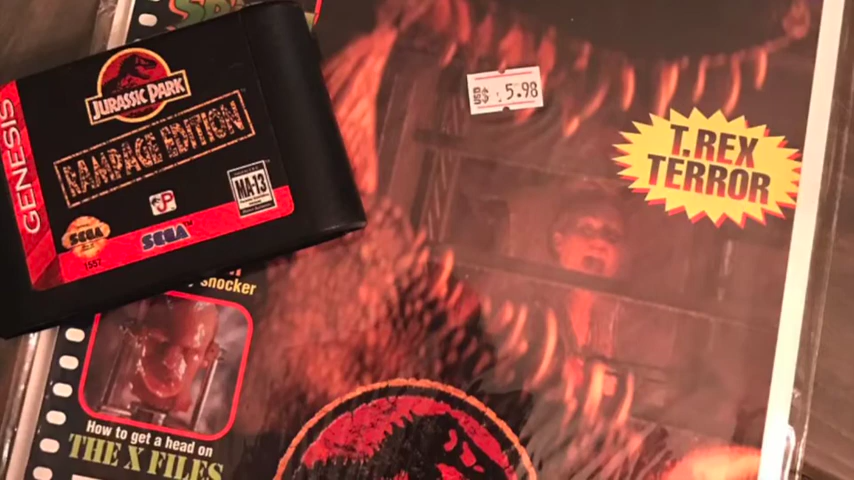 GENESIS
JURASSIC PARK
RAMPAGE EDITION
MA-13
SEGA
SEGA
1557
US$ 5.98
T.REX
TERROR
shocker
How to get a head on
THE X FILES